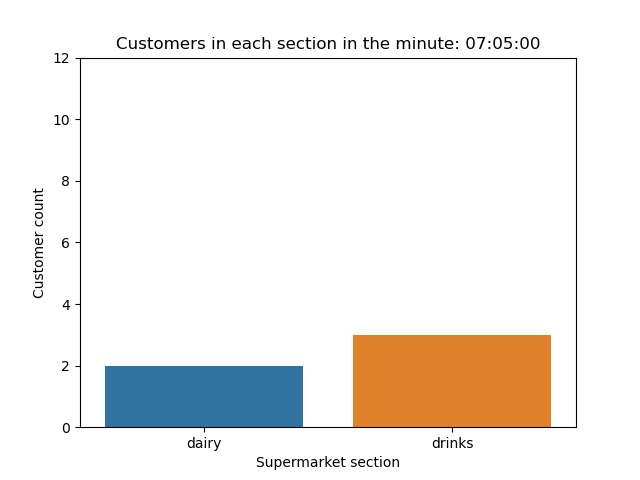 Customers in each section in the minute: 07:05:00
12
10
8
6
4
2
0
Customer count
dairy drinks
Supermarket section